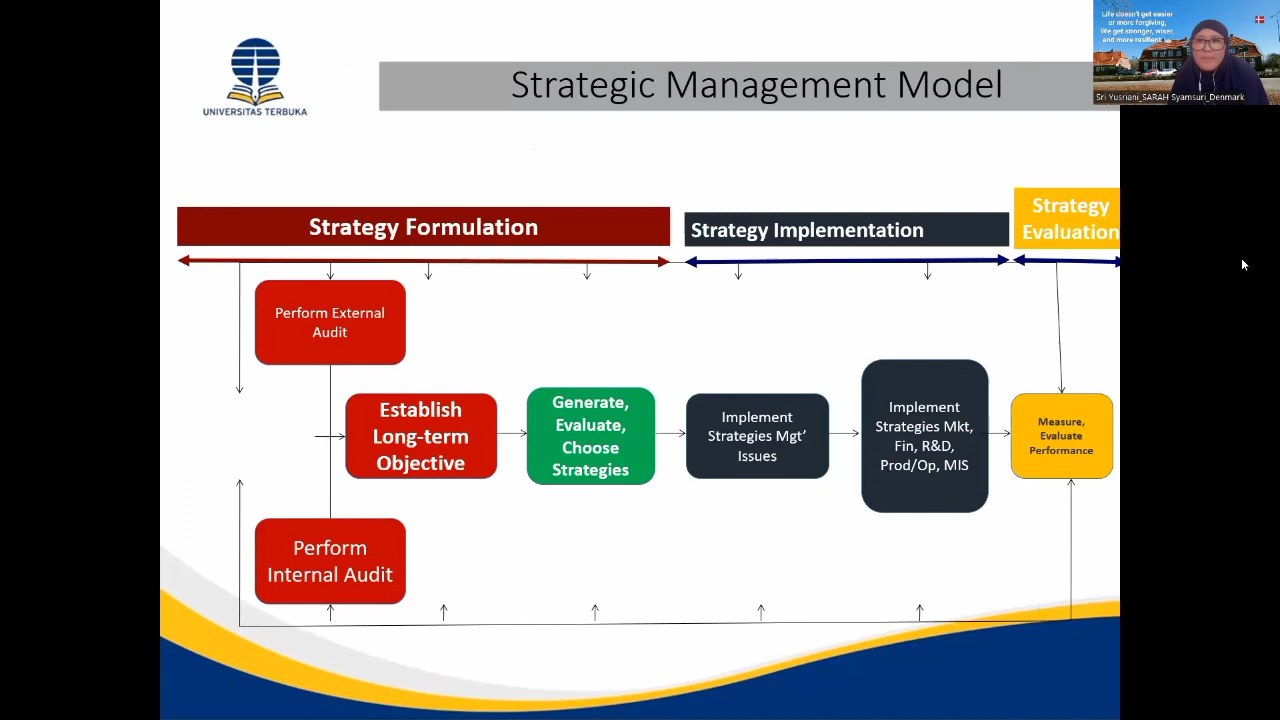 UNIVERSITAS TERBUKA
Strategic Management Model
Life doesn't get easier
or more forgiving,
We get stronger, wiser,
and more resilient.
Sri Yusriani_SARAH Syamsuri_Denmark
Strategy Formulation
Strategy Implementation
Strategy
Evaluation
Perform External
Audit
Establish
Long-term
Objective
Generate,
Evaluate,
Choose
Strategies
Implement
Strategies Mgt’
Issues
Implement
Strategies Mkt,
Fin, R&D,
Prod/Op, MIS
Measure,
Evaluate
Performance
Perform
Internal Audit